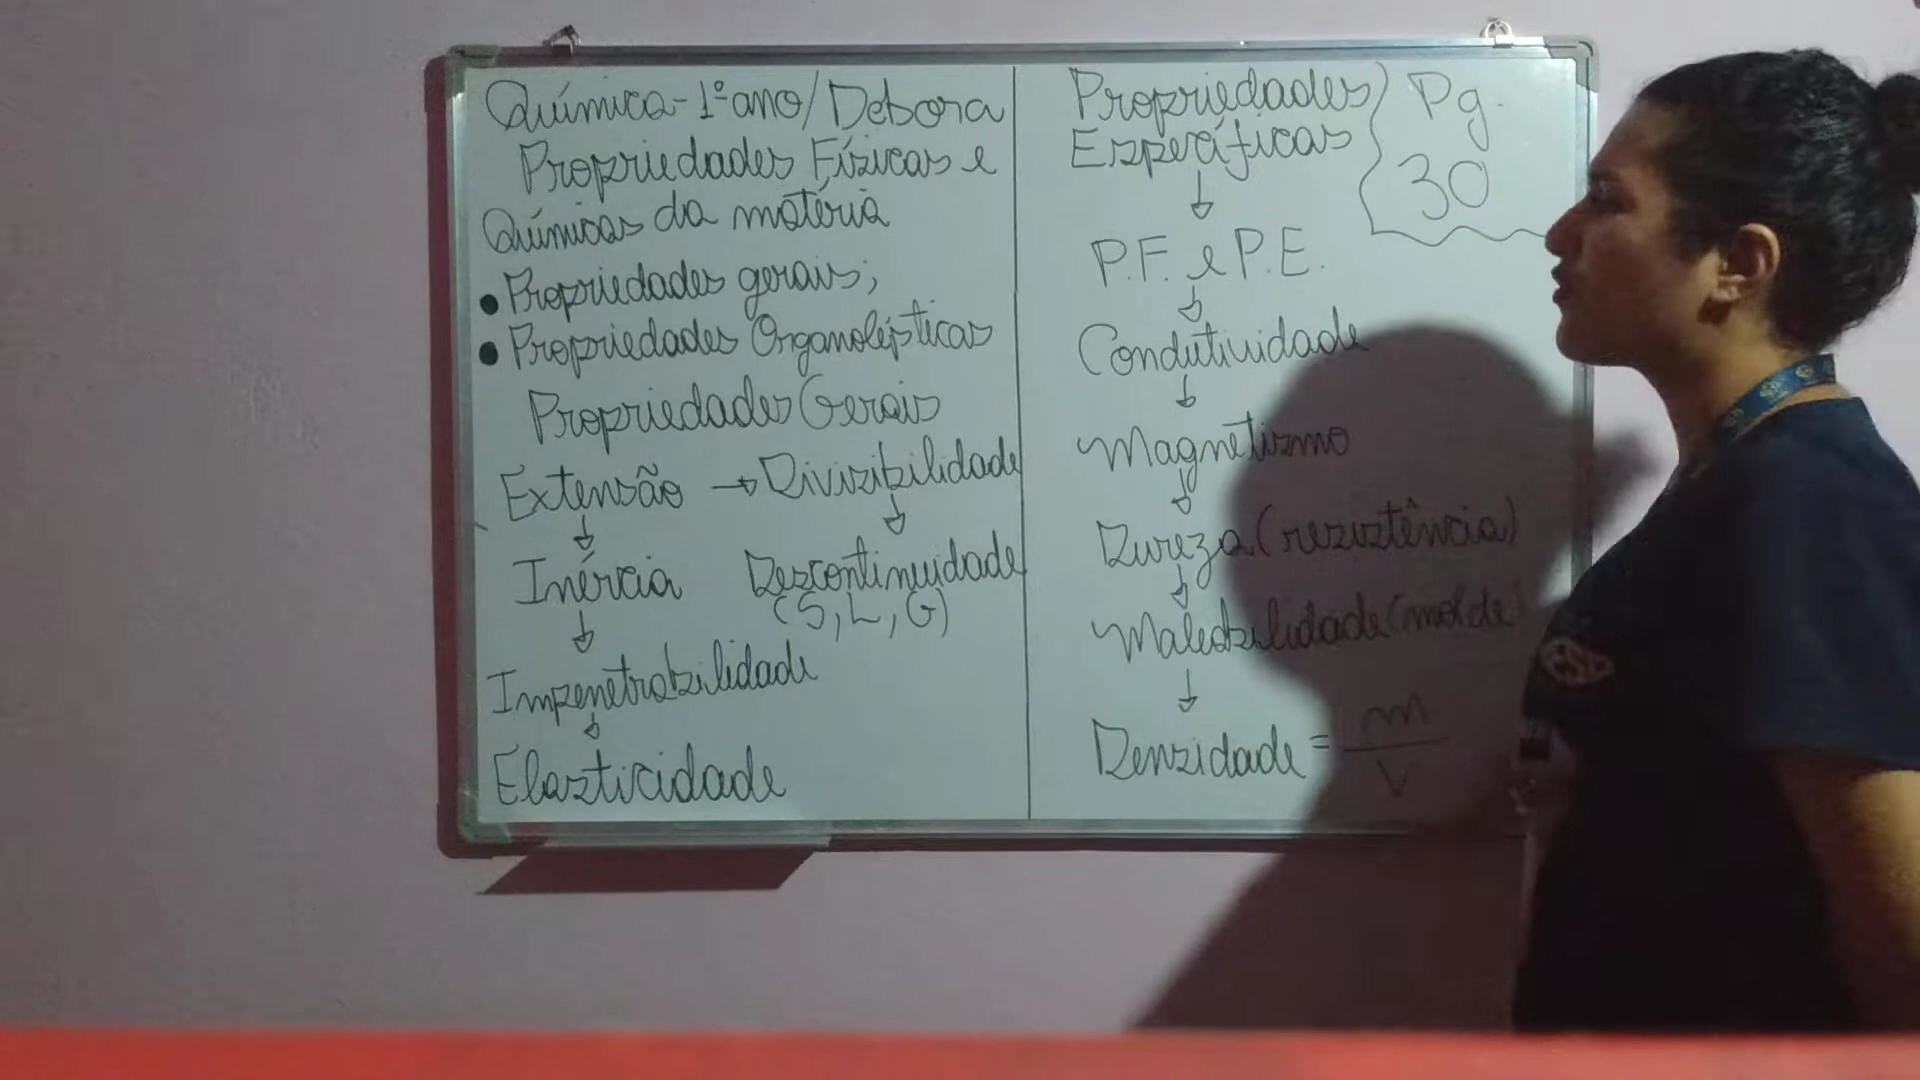 Química - 1º ano / Debora
Propriedades Físicas e
Químicas da matéria
• Propriedades gerais;
• Propriedades Organolépticas
Propriedades Gerais
Extensão → Divisibilidade
↓ ↓
Inércia Descontinuidade
(S, L, G)
↓
Impenetrabilidade
↓
Elasticidade
Propriedades
Específicas
Pg.
30
↓
P.F. e P.E.
↓
Condutividade
↓
Magnetismo
↓
Dureza (resistência)
↓
Maleabilidade (molde)
↓
Densidade = m
V